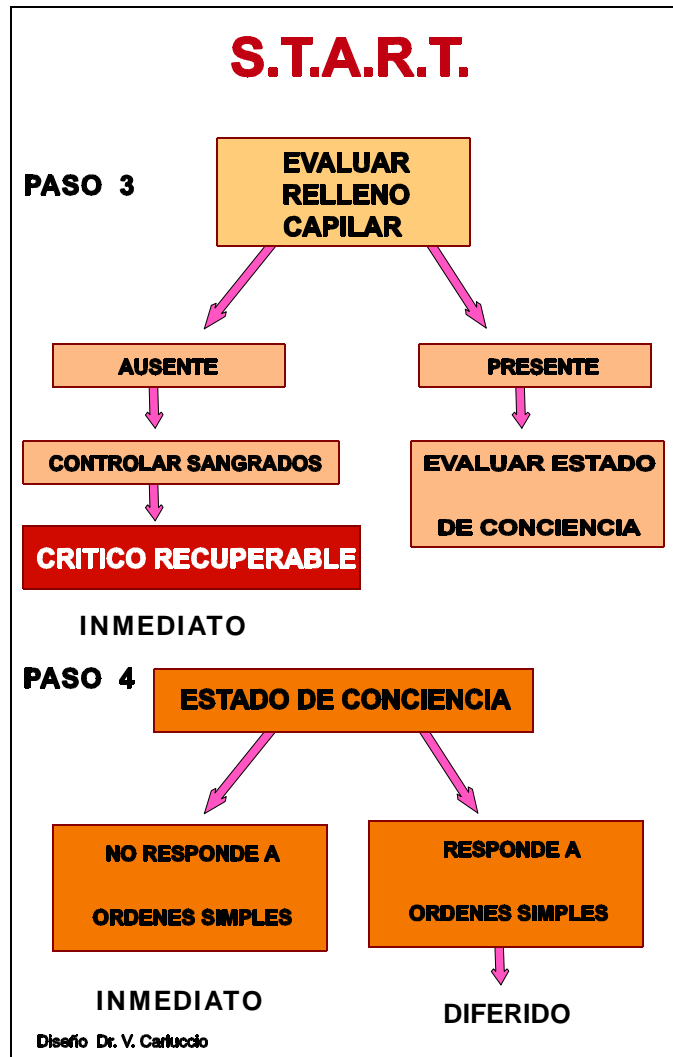 S.T.A.R.T.
PASO 3
EVALUAR
RELLENO
CAPILAR
AUSENTE
PRESENTE
CONTROLAR SANGRADOS
EVALUAR ESTADO
DE CONCIENCIA
CRITICO RECUPERABLE
INMEDIATO
PASO 4
ESTADO DE CONCIENCIA
NO RESPONDE A
ORDENES SIMPLES
RESPONDE A
ORDENES SIMPLES
INMEDIATO
DIFERIDO
Diseño Dr. V. Carluccio